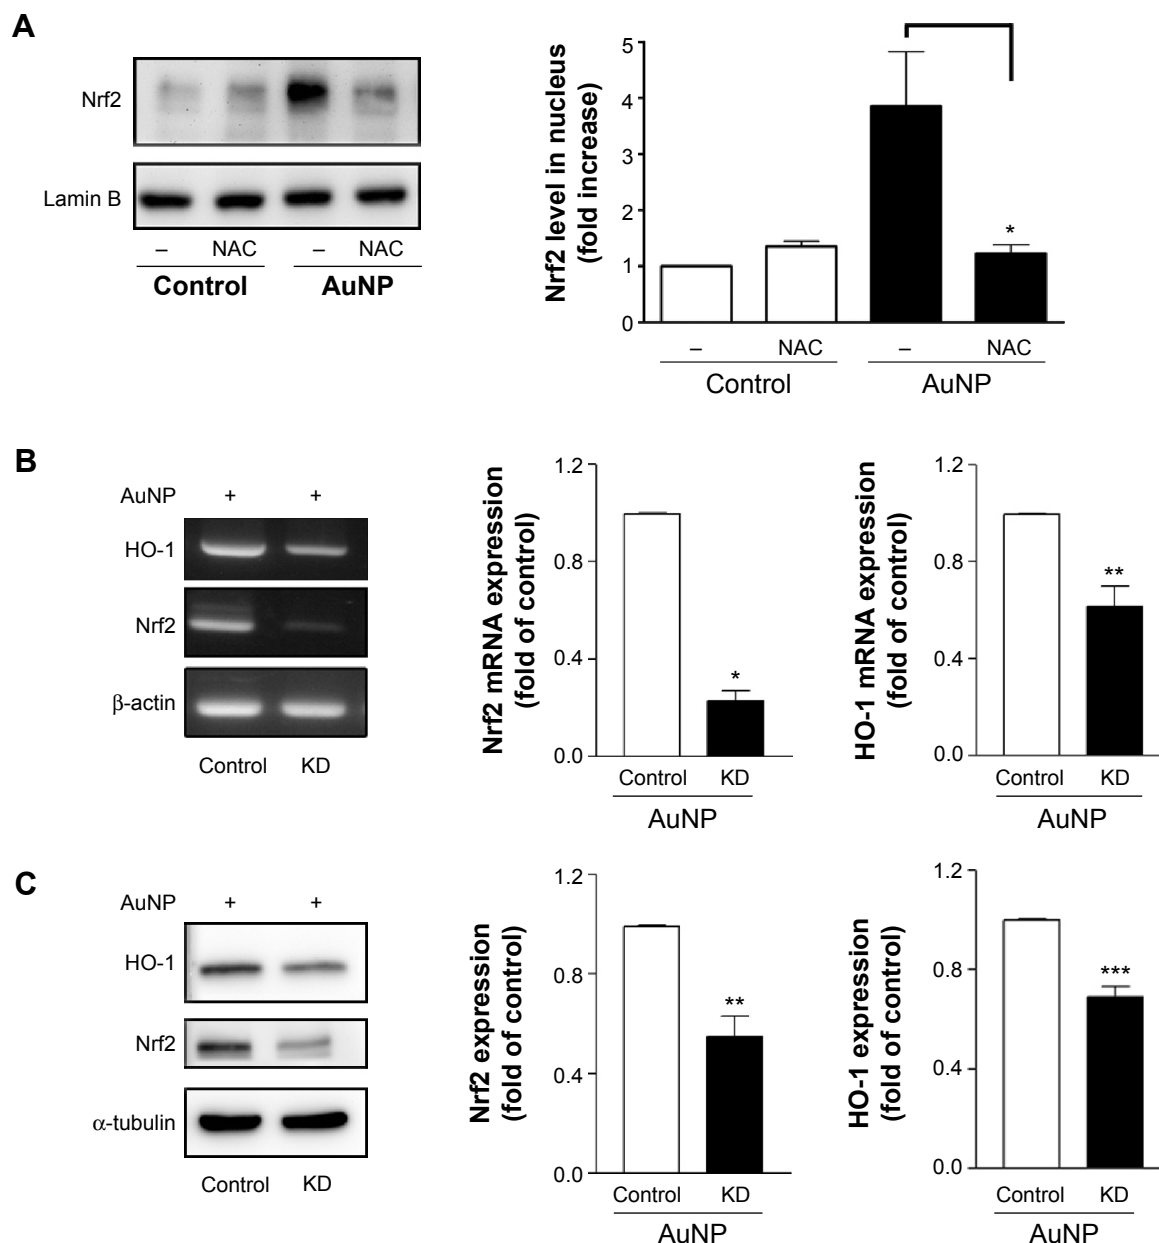 A
Nrf2
Lamin B
– NAC – NAC
Control AuNP
Nrf2 level in nucleus
(fold increase)
5
4
3
2
1
0
*
– NAC – NAC
Control AuNP
B
AuNP + +
HO-1
Nrf2
β-actin
Control KD
Nrf2 mRNA expression
(fold of control)
1.2
0.8
0.4
0.0
*
Control KD
AuNP
HO-1 mRNA expression
(fold of control)
1.2
0.8
0.4
0.0
**
Control KD
AuNP
C
AuNP + +
HO-1
Nrf2
α-tubulin
Control KD
Nrf2 expression
(fold of control)
1.2
0.8
0.4
0.0
**
Control KD
AuNP
HO-1 expression
(fold of control)
1.2
0.8
0.4
0.0
***
Control KD
AuNP